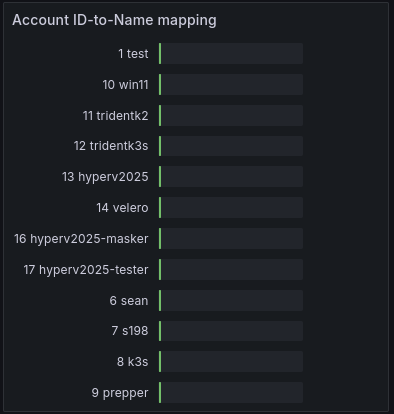 Account ID-to-Name mapping
1 test
10 win11
11 tridentk2
12 tridentk3s
13 hyperv2025
14 velero
16 hyperv2025-masker
17 hyperv2025-tester
6 sean
7 s198
8 k3s
9 prepper